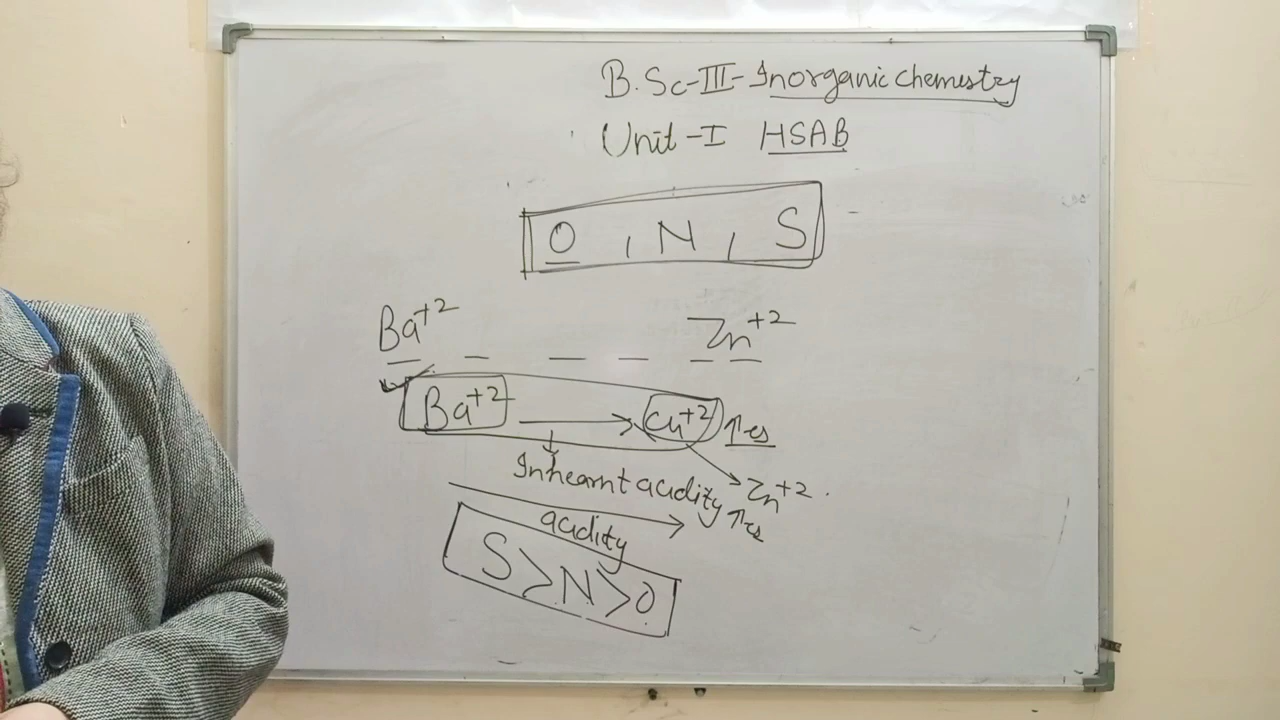 B.Sc-III-Inorganic chemestry
Unit-I HSAB
O , N , S
Ba+2 — — — Zn+2
Ba+2 → Cu+2 ↑es
Inhearnt acidity → Zn+2 .
acidity ↑es
S > N > O